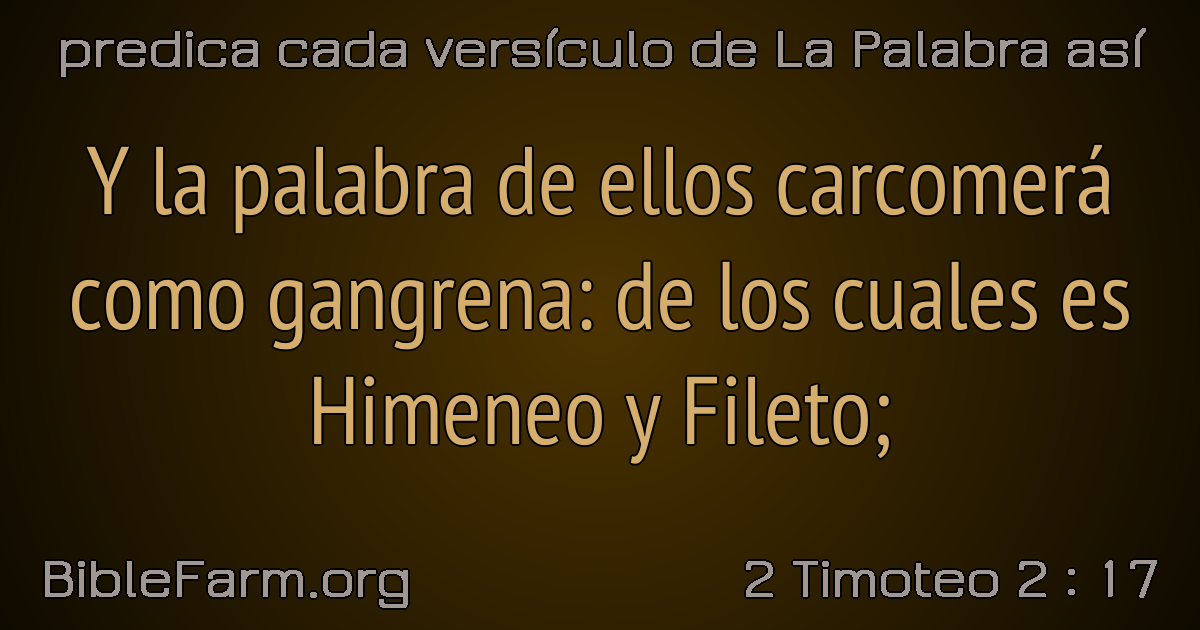 predica cada versículo de La Palabra así
Y la palabra de ellos carcomerá
como gangrena: de los cuales es
Himeneo y Fileto;
BibleFarm.org
2 Timoteo 2 : 17